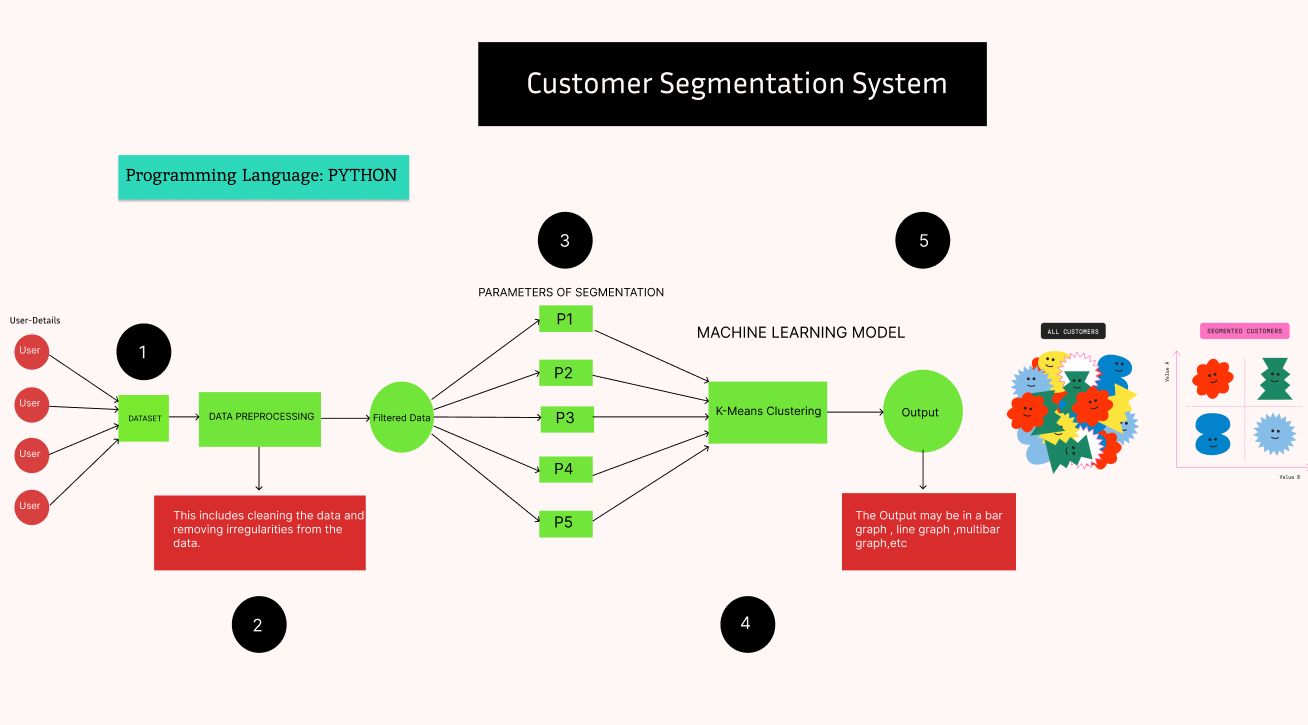 Customer Segmentation System
Programming Language: PYTHON
3
5
PARAMETERS OF SEGMENTATION
User-Details
1
P1
MACHINE LEARNING MODEL
ALL CUSTOMERS
SEGMENTED CUSTOMERS
User
User
User
User
DATASET
DATA PREPROCESSING
Filtered Data
P2
P3
P4
P5
K-Means Clustering
Output
Value A
Value B
This includes cleaning the data and
removing irregularities from the
data.
The Output may be in a bar
graph , line graph ,multibar
graph,etc
2
4